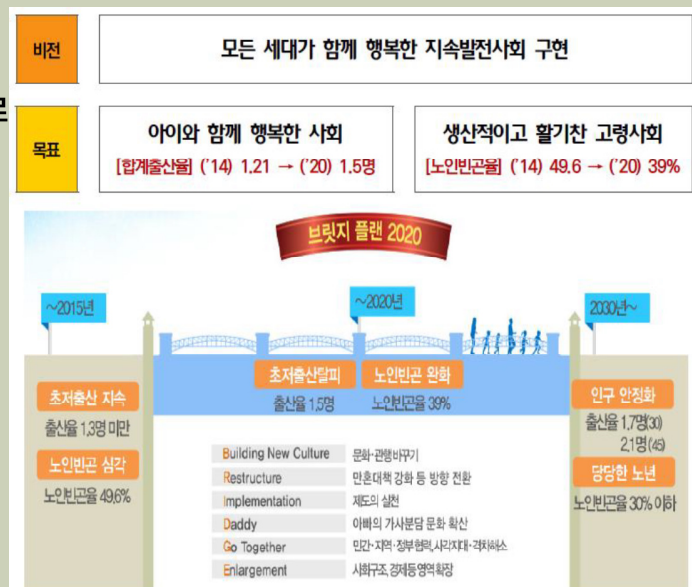 비전
모든 세대가 함께 행복한 지속발전사회 구현
목표
아이와 함께 행복한 사회
[합계출산율] ('14) 1.21 → ('20) 1.5명
생산적이고 활기찬 고령사회
[노인빈곤율] ('14) 49.6 → ('20) 39%
브릿지 플랜 2020
~2015년
~2020년
2030년~
초저출산 지속
출산율 1.3명 미만
노인빈곤 심각
노인빈곤율 49.6%
초저출산탈피
출산율 1.5명
노인빈곤 완화
노인빈곤율 39%
인구 안정화
출산율 1.7명(30)
2.1명(45)
당당한 노년
노인빈곤율 30% 이하
Building New Culture 문화·관행 바꾸기
Restructure 만혼대책 강화 등 방향 전환
Implementation 제도의 실천
Daddy 아빠의 가사분담 문화 확산
Go Together 민간·지역·정부 협력, 사각지대·격차해소
Enlargement 사회구조, 경제 등 영역 확장